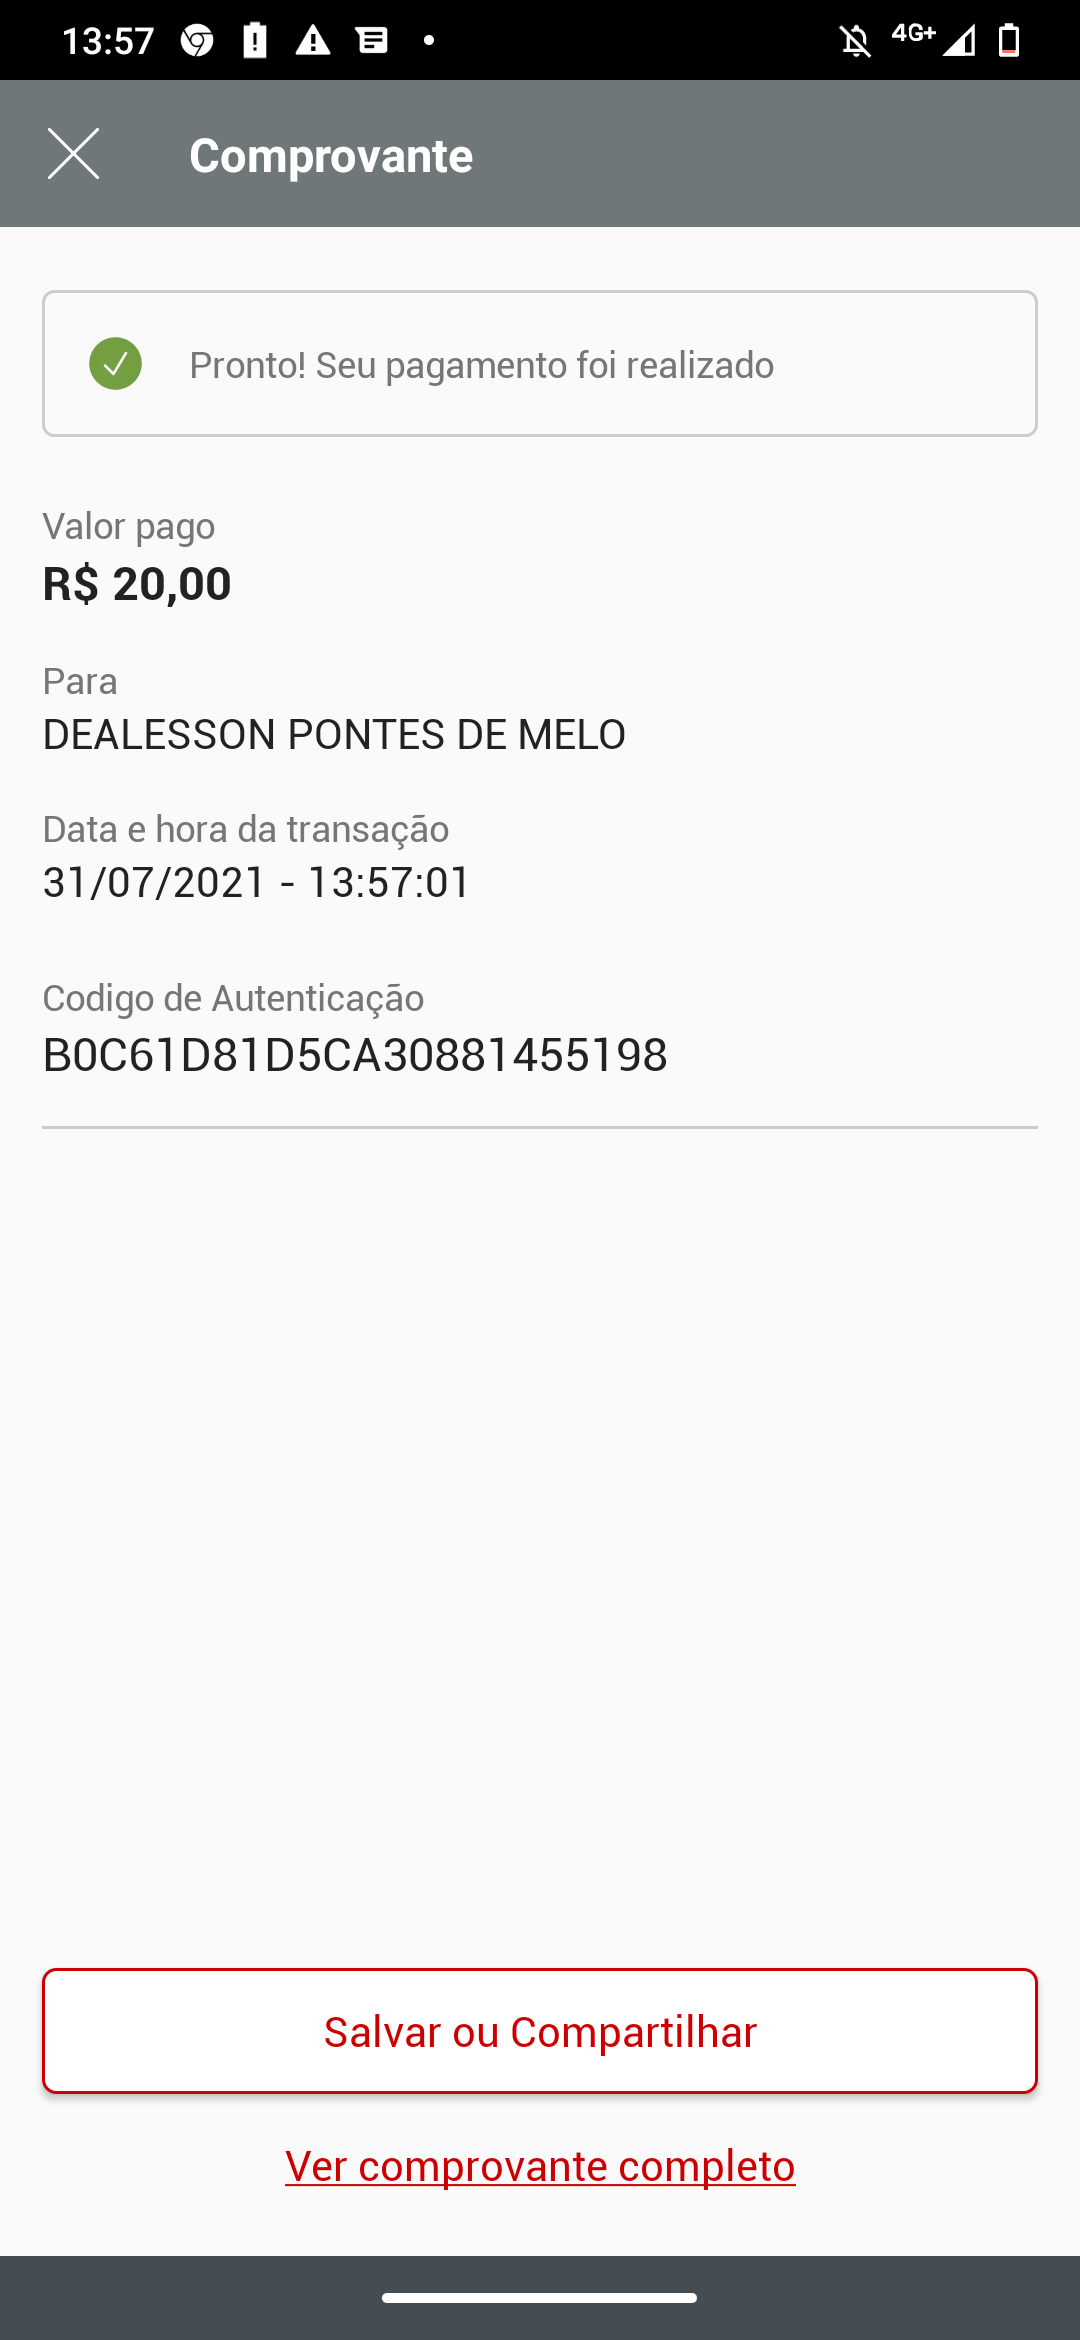 13:57
4G+
Comprovante
Pronto! Seu pagamento foi realizado
Valor pago
R$ 20,00
Para
DEALESSON PONTES DE MELO
Data e hora da transação
31/07/2021 - 13:57:01
Codigo de Autenticação
B0C61D81D5CA30881455198
Salvar ou Compartilhar
Ver comprovante completo